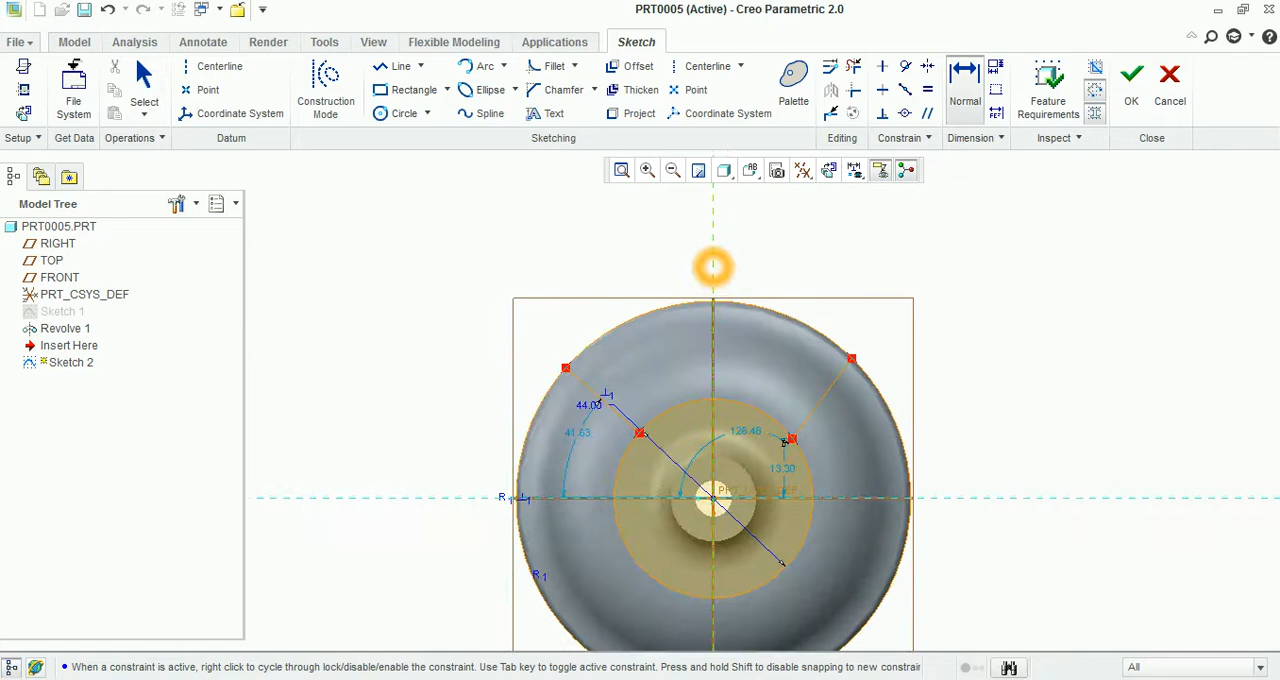 PRT0005 (Active) - Creo Parametric 2.0
File Model Analysis Annotate Render Tools View Flexible Modeling Applications Sketch
Centerline Line Arc Fillet Offset Centerline
Point Rectangle Ellipse Chamfer Thicken Point
Coordinate System Circle Spline Text Project Coordinate System
File System
Select
Construction Mode
Palette
Normal
Feature Requirements
OK
Cancel
Setup Get Data Operations Datum Sketching Editing Constrain Dimension Inspect Close
Model Tree
PRT0005.PRT
RIGHT
TOP
FRONT
PRT_CSYS_DEF
Sketch 1
Revolve 1
Insert Here
Sketch 2
41.63
126.48
13.30
R1
R1
When a constraint is active, right click to cycle through lock/disable/enable the constraint. Use Tab key to toggle active constraint. Press and hold Shift to disable snapping to new constrai
All